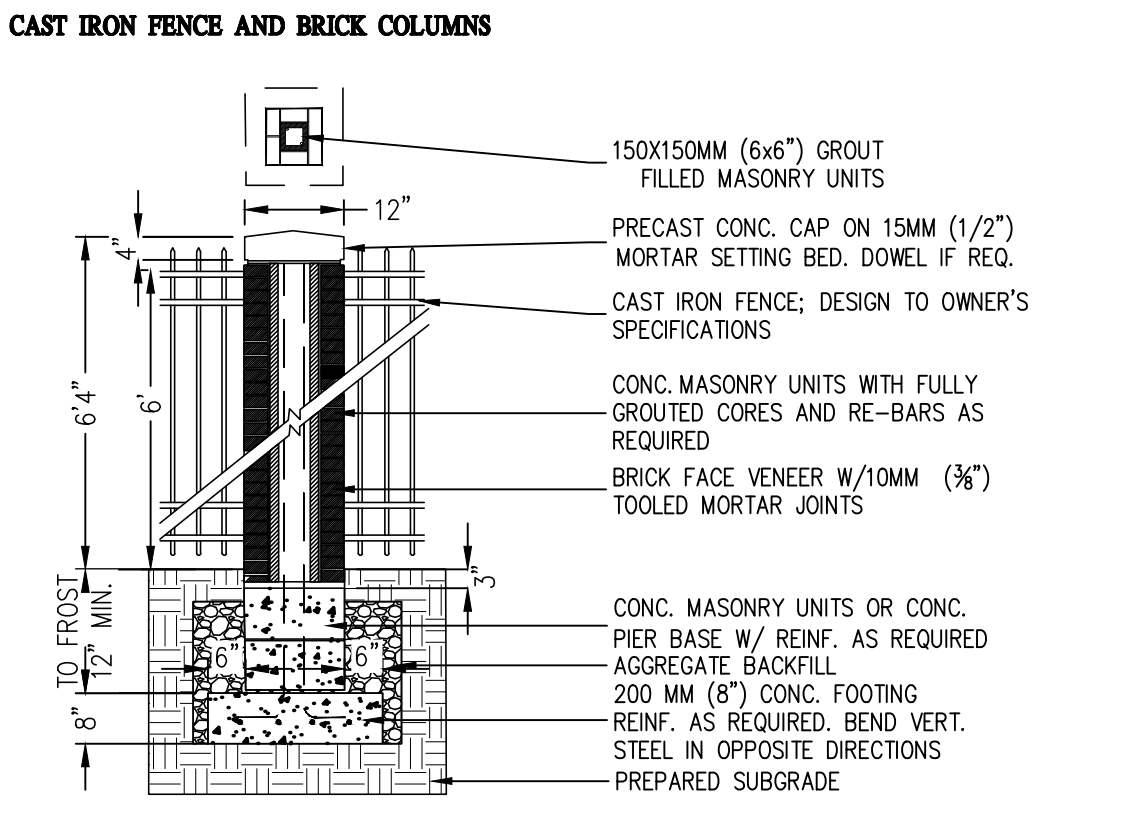 CAST IRON FENCE AND BRICK COLUMNS
150X150MM (6x6") GROUT
FILLED MASONRY UNITS
12"
4"
PRECAST CONC. CAP ON 15MM (1/2")
MORTAR SETTING BED. DOWEL IF REQ.
CAST IRON FENCE; DESIGN TO OWNER'S
SPECIFICATIONS
6'4"
6'
CONC. MASONRY UNITS WITH FULLY
GROUTED CORES AND RE-BARS AS
REQUIRED
BRICK FACE VENEER W/10MM (⅜")
TOOLED MORTAR JOINTS
3"
TO FROST
12" MIN.
6"
6"
CONC. MASONRY UNITS OR CONC.
PIER BASE W/ REINF. AS REQUIRED
AGGREGATE BACKFILL
8"
200 MM (8") CONC. FOOTING
REINF. AS REQUIRED. BEND VERT.
STEEL IN OPPOSITE DIRECTIONS
PREPARED SUBGRADE